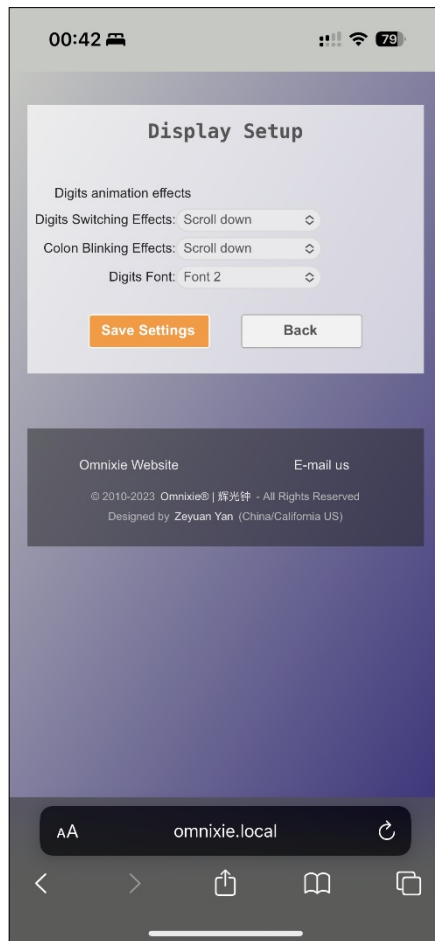 00:42
79
Display Setup
Digits animation effects
Digits Switching Effects: Scroll down
Colon Blinking Effects: Scroll down
Digits Font: Font 2
Save Settings Back
Omnixie Website E-mail us
© 2010-2023 Omnixie® | 辉光钟 - All Rights Reserved
Designed by Zeyuan Yan (China/California US)
AA omnixie.local